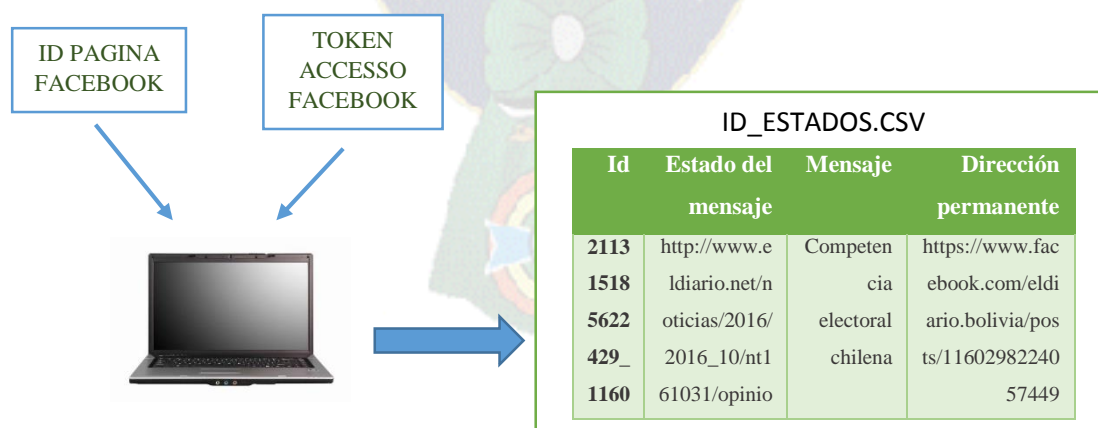 ID PAGINA
FACEBOOK
TOKEN
ACCESSO
FACEBOOK
ID_ESTADOS.CSV
Id Estado del mensaje Mensaje Dirección permanente
2113 http://www.e Competen https://www.fac
1518 ldiario.net/n cia ebook.com/eldi
5622 oticias/2016/ electoral ario.bolivia/pos
429_ 2016_10/nt1 chilena ts/11602982240
1160 61031/opinio 57449